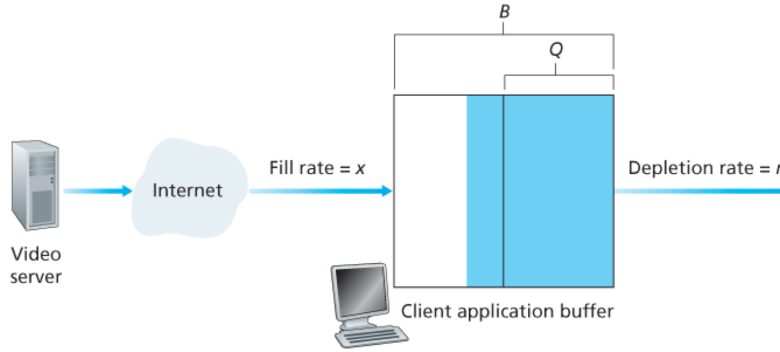 B
Q
Fill rate = x
Depletion rate =
Internet
Video
server
Client application buffer